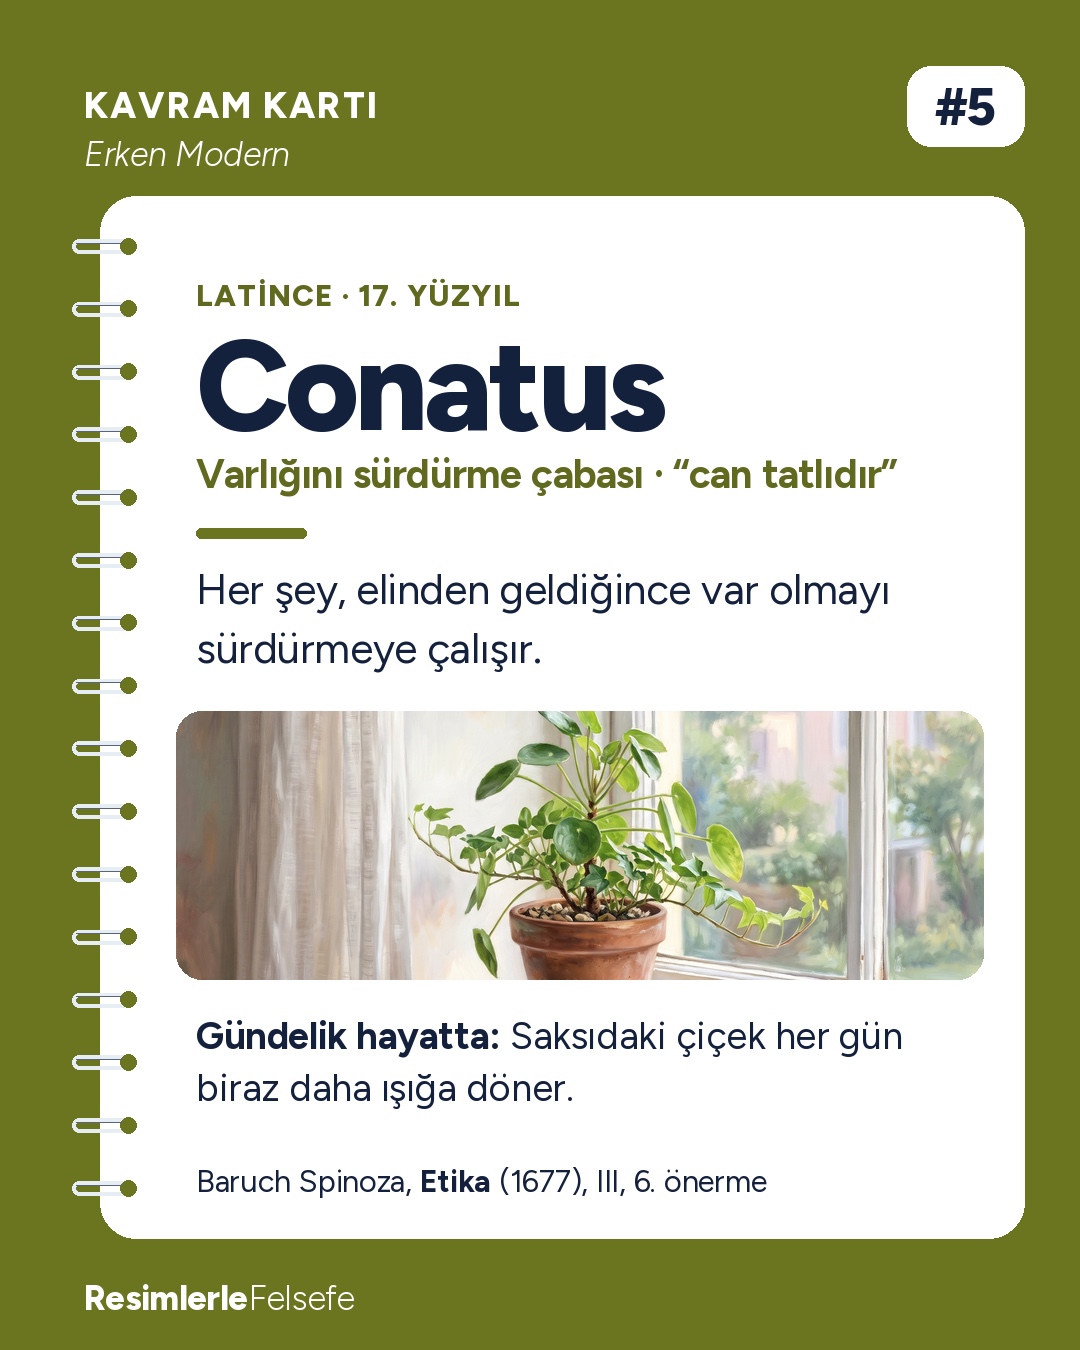 KAVRAM KARTI
#5
Erken Modern
LATİNCE · 17. YÜZYIL
Conatus
Varlığını sürdürme çabası · “can tatlıdır”
Her şey, elinden geldiğince var olmayı
sürdürmeye çalışır.
Gündelik hayatta: Saksıdaki çiçek her gün
biraz daha ışığa döner.
Baruch Spinoza, Etika (1677), III, 6. önerme
ResimlerleFelsefe